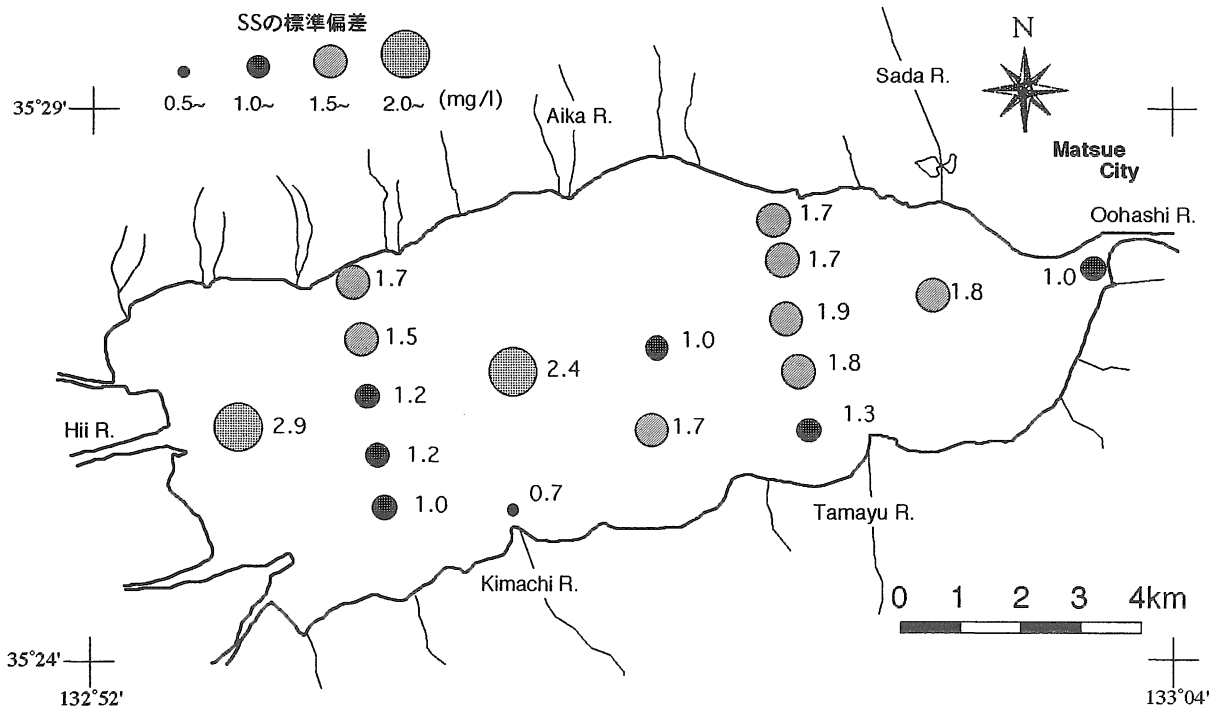 SSの標準偏差
0.5~ 1.0~ 1.5~ 2.0~ (mg/l)
N
35°29'
Sada R.
Aika R.
Matsue
City
Oohashi R.
1.7
1.7
1.0
1.7
1.8
1.9
1.5
1.0
2.4
1.8
1.2
2.9
1.7
1.3
Hii R.
1.2
1.0
0.7
Tamayu R.
Kimachi R.
0 1 2 3 4km
35°24'
132°52'
133°04'